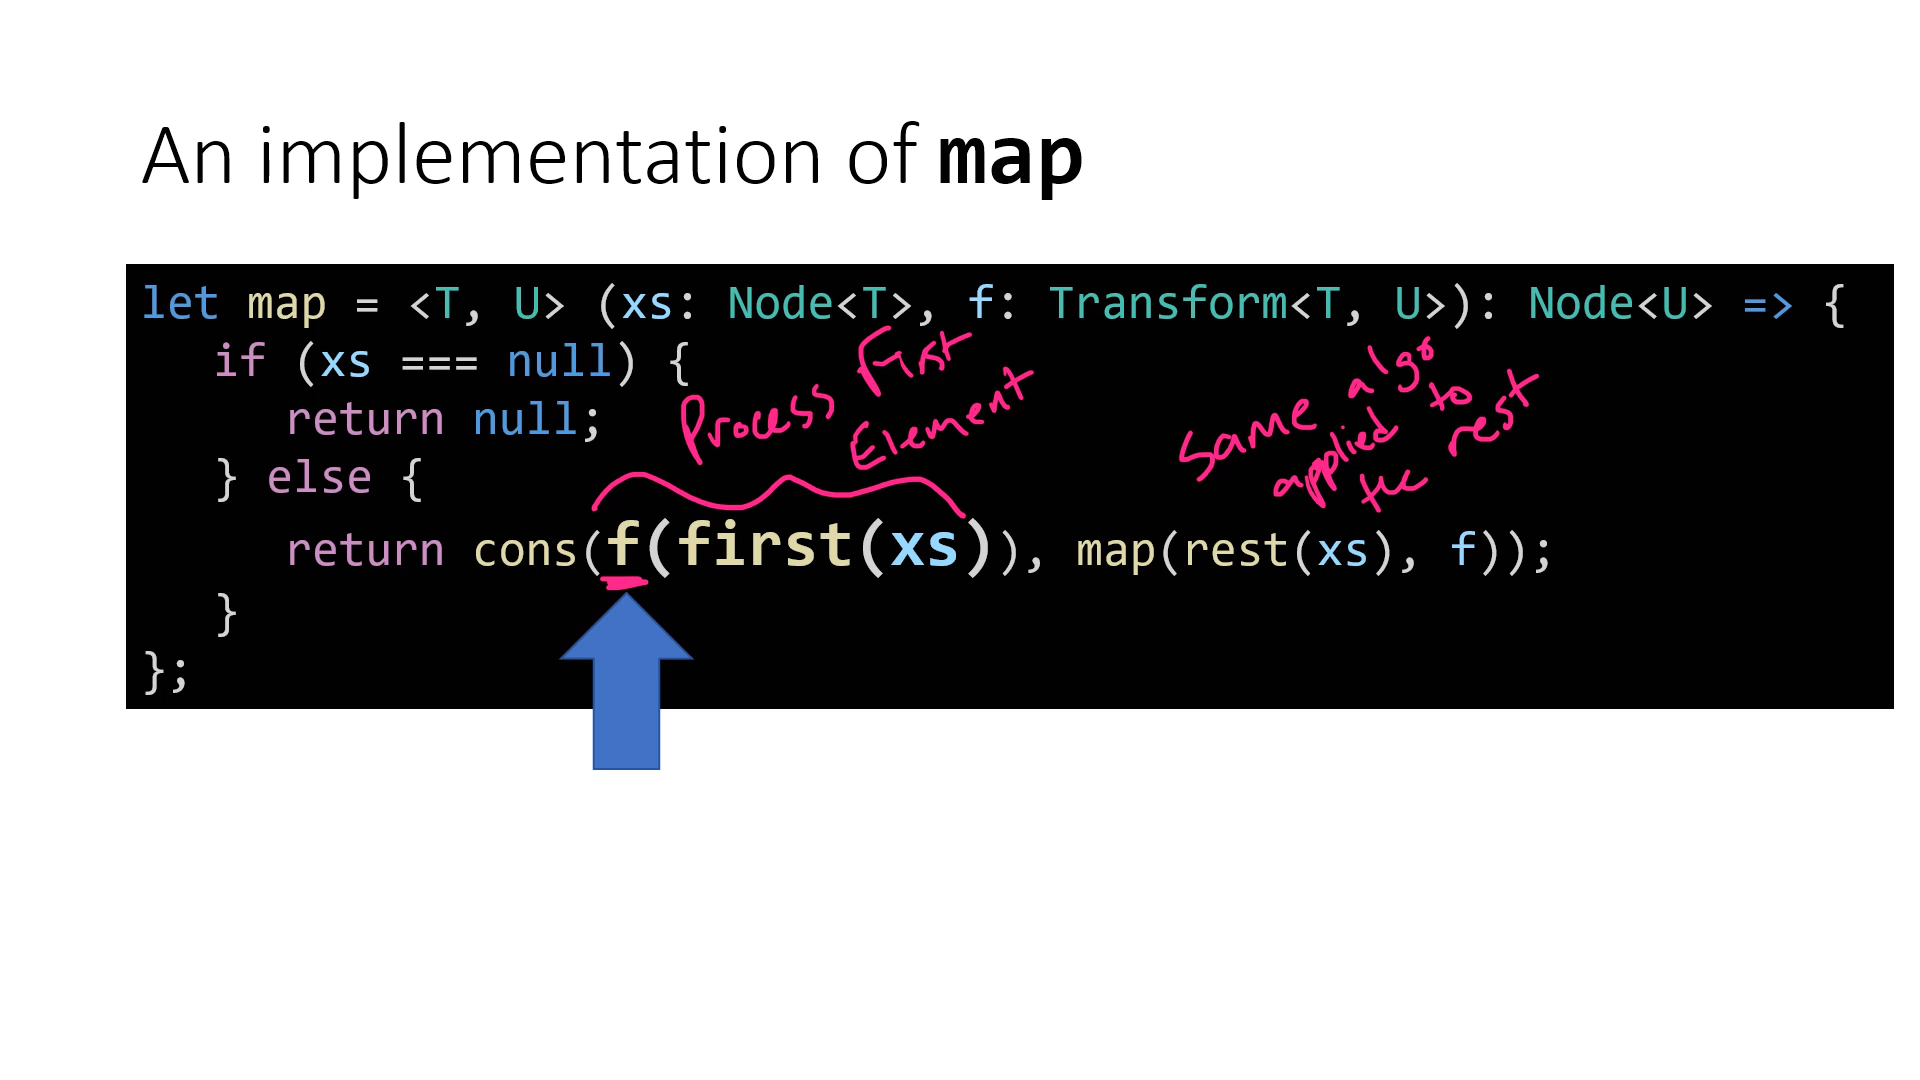 An implementation of map
let map = <T, U> (xs: Node<T>, f: Transform<T, U>): Node<U> => {
if (xs === null) {
return null;
} else {
return cons(f(first(xs)), map(rest(xs), f));
}
};
Process First
Element
Same algo
applied to
the rest